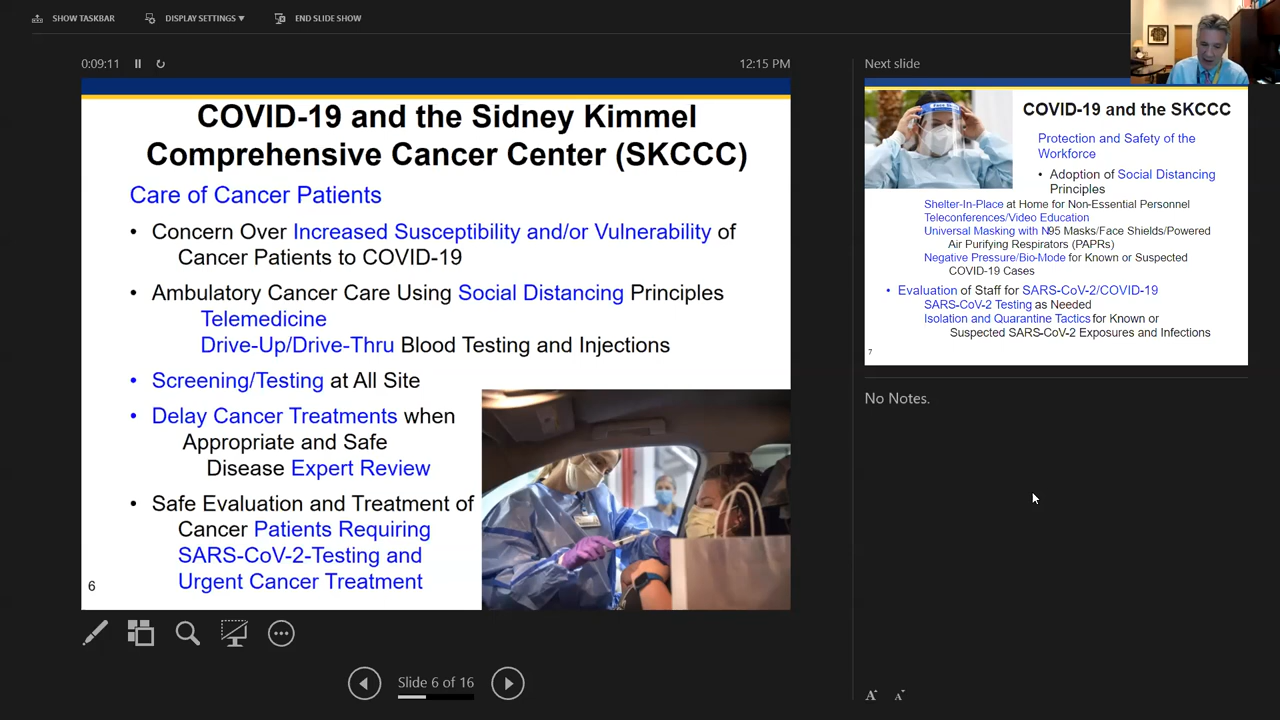 SHOW TASKBAR
DISPLAY SETTINGS ▼
END SLIDE SHOW
0:09:11
12:15 PM
COVID-19 and the Sidney Kimmel
Comprehensive Cancer Center (SKCCC)
Care of Cancer Patients
• Concern Over Increased Susceptibility and/or Vulnerability of
Cancer Patients to COVID-19
• Ambulatory Cancer Care Using Social Distancing Principles
Telemedicine
Drive-Up/Drive-Thru Blood Testing and Injections
• Screening/Testing at All Site
• Delay Cancer Treatments when
Appropriate and Safe
Disease Expert Review
• Safe Evaluation and Treatment of
Cancer Patients Requiring
SARS-CoV-2-Testing and
Urgent Cancer Treatment
6
Slide 6 of 16
Next slide
COVID-19 and the SKCCC
Protection and Safety of the
Workforce
• Adoption of Social Distancing
Principles
Shelter-In-Place at Home for Non-Essential Personnel
Teleconferences/Video Education
Universal Masking with N95 Masks/Face Shields/Powered
Air Purifying Respirators (PAPRs)
Negative Pressure/Bio-Mode for Known or Suspected
COVID-19 Cases
• Evaluation of Staff for SARS-CoV-2/COVID-19
SARS-CoV-2 Testing as Needed
Isolation and Quarantine Tactics for Known or
Suspected SARS-CoV-2 Exposures and Infections
7
No Notes.
A A